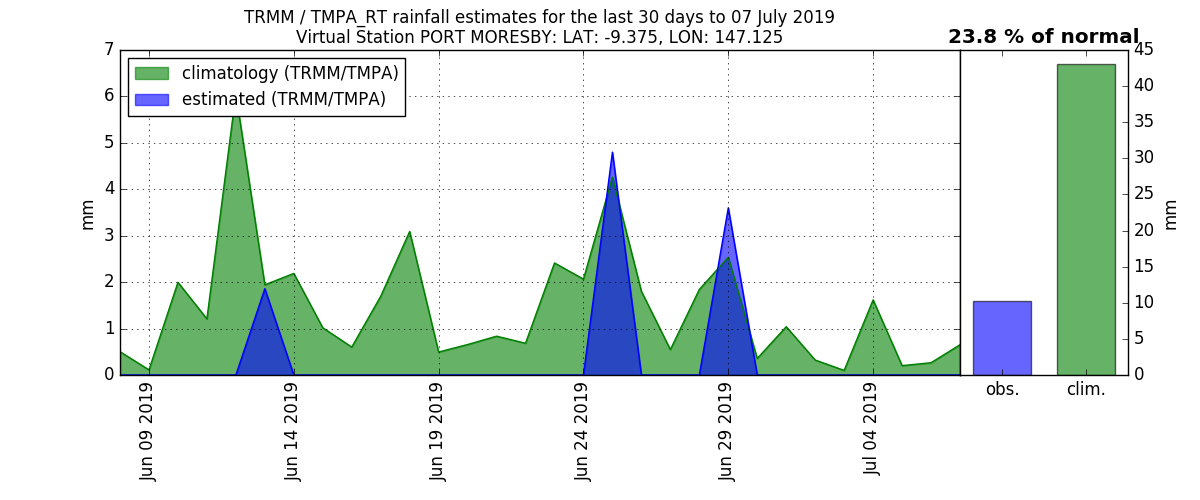 TRMM / TMPA_RT rainfall estimates for the last 30 days to 07 July 2019
Virtual Station PORT MORESBY: LAT: -9.375, LON: 147.125
23.8 % of normal
climatology (TRMM/TMPA)
estimated (TRMM/TMPA)
7
6
5
4
3
2
1
0
mm
Jun 09 2019
Jun 14 2019
Jun 19 2019
Jun 24 2019
Jun 29 2019
Jul 04 2019
45
40
35
30
25
20
15
10
5
0
mm
obs.
clim.